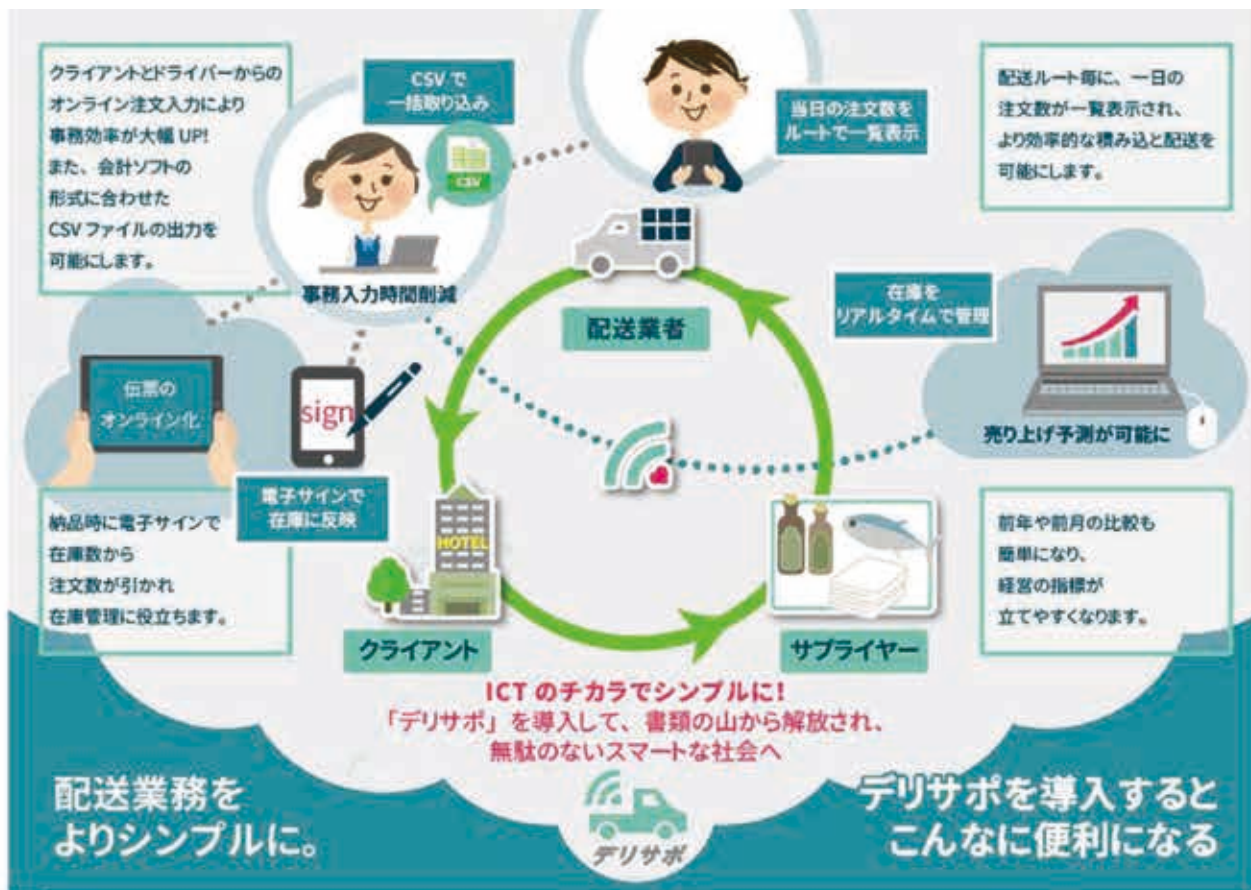 クライアントとドライバーからの
オンライン注文入力により
事務効率が大幅UP!
また、会計ソフトの
形式に合わせた
CSVファイルの出力を
可能にします。
CSVで
一括取り込み
CSV
事務入力時間削減
当日の注文数を
ルートで一覧表示
配送ルート毎に、一日の
注文数が一覧表示され、
より効率的な積み込と配送を
可能にします。
配送業者
在庫を
リアルタイムで管理
売り上げ予測が可能に
伝票の
オンライン化
sign
電子サインで
在庫に反映
納品時に電子サインで
在庫数から
注文数が引かれ
在庫管理に役立ちます。
HOTEL
クライアント
サプライヤー
前年や前月の比較も
簡単になり、
経営の指標が
立てやすくなります。
ICTのチカラでシンプルに!
「デリサポ」を導入して、書類の山から解放され、
無駄のないスマートな社会へ
配送業務を
よりシンプルに。
デリサポ
デリサポを導入すると
こんなに便利になる